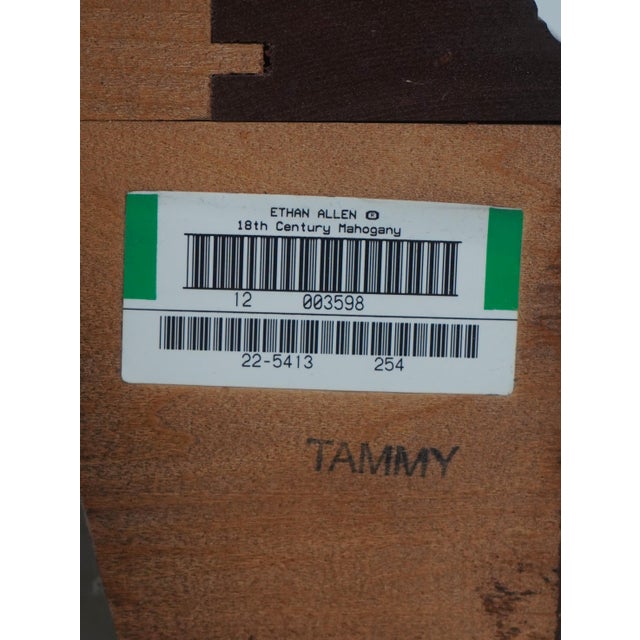 ETHAN ALLEN ®
18th Century Mahogany
12 003598
22-5413 254
TAMMY